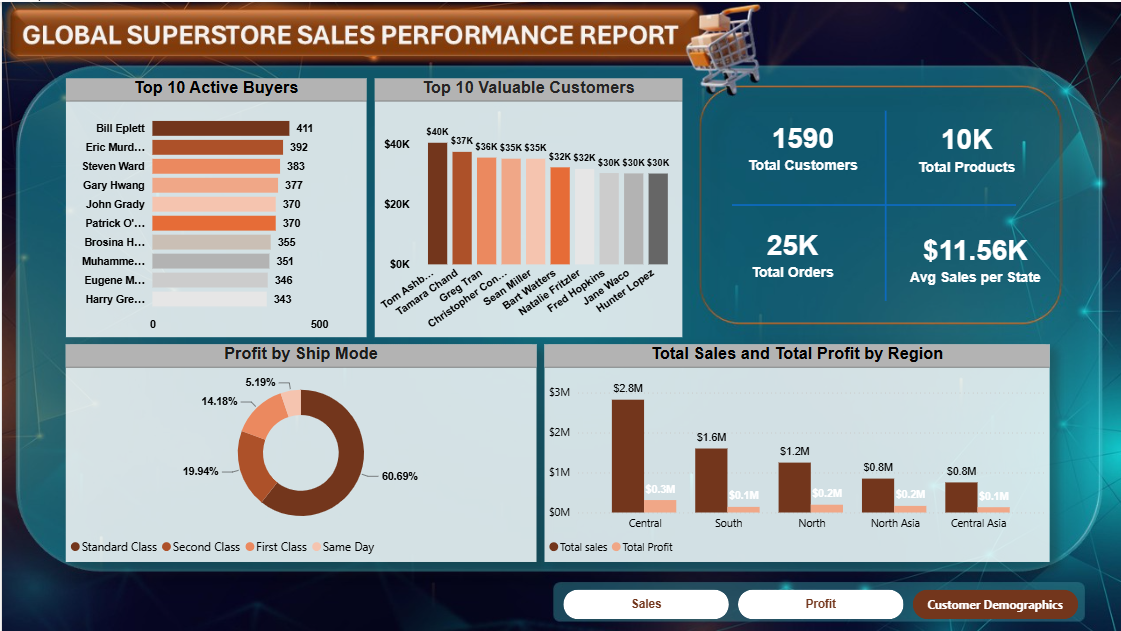 GLOBAL SUPERSTORE SALES PERFORMANCE REPORT
Top 10 Active Buyers
Bill Eplett 411
Eric Murd... 392
Steven Ward 383
Gary Hwang 377
John Grady 370
Patrick O'... 370
Brosina H... 355
Muhamme... 351
Eugene M... 346
Harry Gre... 343
0 500
Top 10 Valuable Customers
$40K $37K $36K $35K $35K $32K $32K $30K $30K $30K
$40K
$20K
$0K
Tom Ashb...
Tamara Chand
Greg Tran
Christopher Con...
Sean Miller
Bart Watters
Natalie Fritzler
Fred Hopkins
Jane Waco
Hunter Lopez
1590
Total Customers
10K
Total Products
25K
Total Orders
$11.56K
Avg Sales per State
Profit by Ship Mode
5.19%
14.18%
19.94%
60.69%
Standard Class Second Class First Class Same Day
Total Sales and Total Profit by Region
$3M
$2M
$1M
$0M
$2.8M $1.6M $1.2M $0.8M $0.8M
$0.3M $0.1M $0.2M $0.2M $0.1M
Central South North North Asia Central Asia
Total sales Total Profit
Sales Profit Customer Demographics